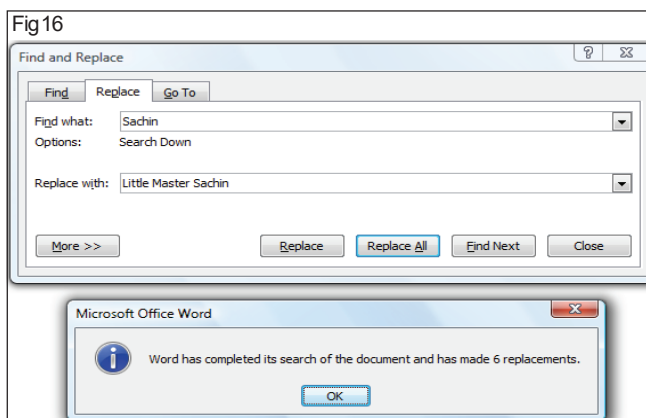 Fig16
Find and Replace
Find Replace Go To
Find what: Sachin
Options: Search Down
Replace with: Little Master Sachin
More >> Replace Replace All Find Next Close
Microsoft Office Word
Word has completed its search of the document and has made 6 replacements.
OK